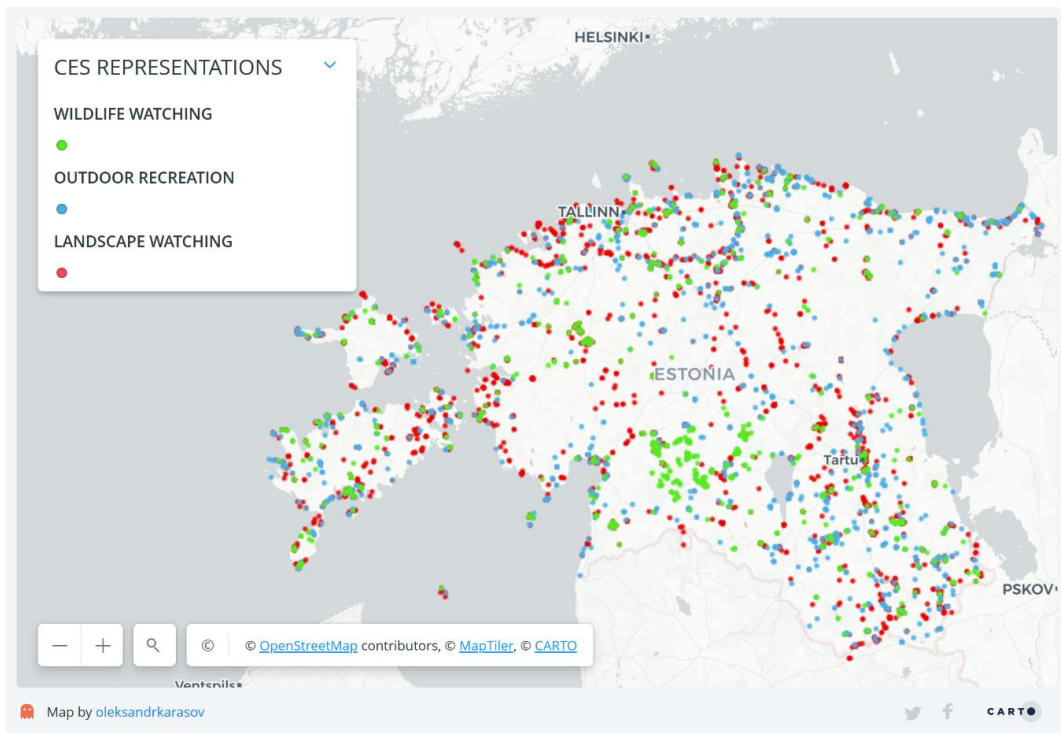 HELSINKI
CES REPRESENTATIONS
WILDLIFE WATCHING
OUTDOOR RECREATION
LANDSCAPE WATCHING
TALLINN
ESTONIA
Tartu
PSKOV
© © OpenStreetMap contributors, © MapTiler, © CARTO
Ventspils
Map by oleksandrkarasov
CARTO